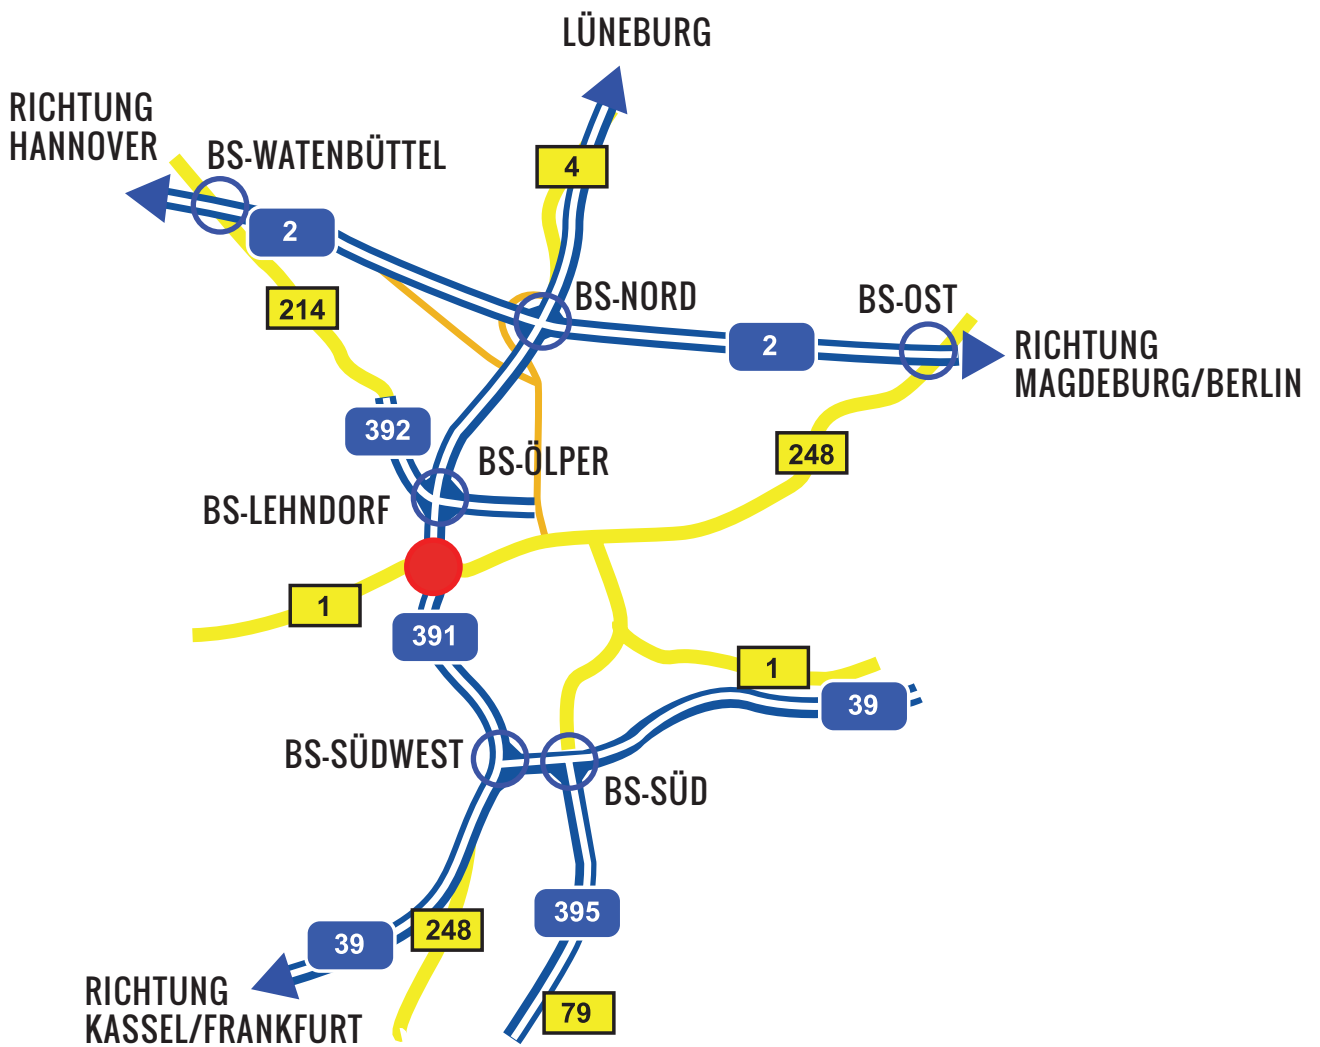 LÜNEBURG
RICHTUNG
HANNOVER
BS-WATENBÜTTEL
4
2
214
BS-NORD
BS-OST
2
RICHTUNG
MAGDEBURG/BERLIN
392
248
BS-ÖLPER
BS-LEHNDORF
1
391
1
39
BS-SÜDWEST
BS-SÜD
395
248
39
RICHTUNG
KASSEL/FRANKFURT
79